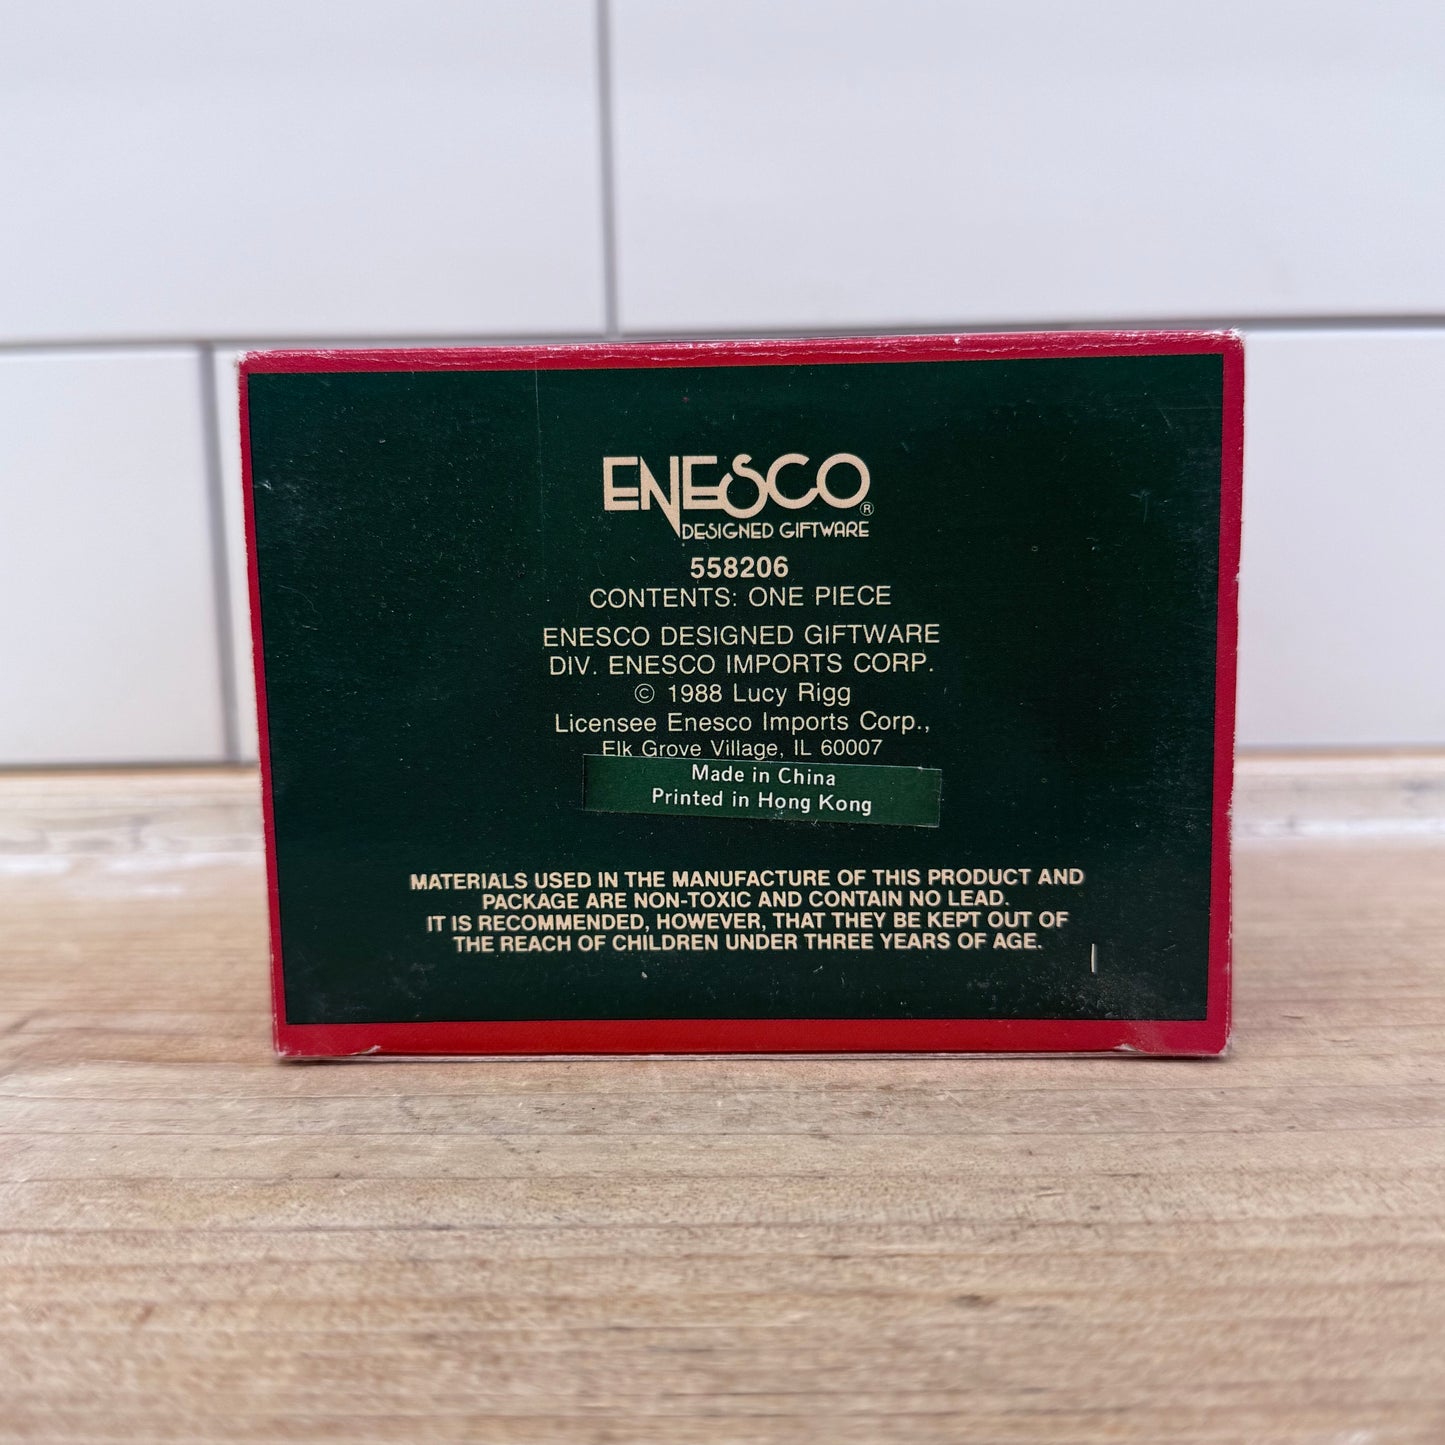 ENESCO®
DESIGNED GIFTWARE
558206
CONTENTS: ONE PIECE
ENESCO DESIGNED GIFTWARE
DIV. ENESCO IMPORTS CORP.
© 1988 Lucy Rigg
Licensee Enesco Imports Corp.,
Elk Grove Village, IL 60007
Made in China
Printed in Hong Kong
MATERIALS USED IN THE MANUFACTURE OF THIS PRODUCT AND
PACKAGE ARE NON-TOXIC AND CONTAIN NO LEAD.
IT IS RECOMMENDED, HOWEVER, THAT THEY BE KEPT OUT OF
THE REACH OF CHILDREN UNDER THREE YEARS OF AGE.